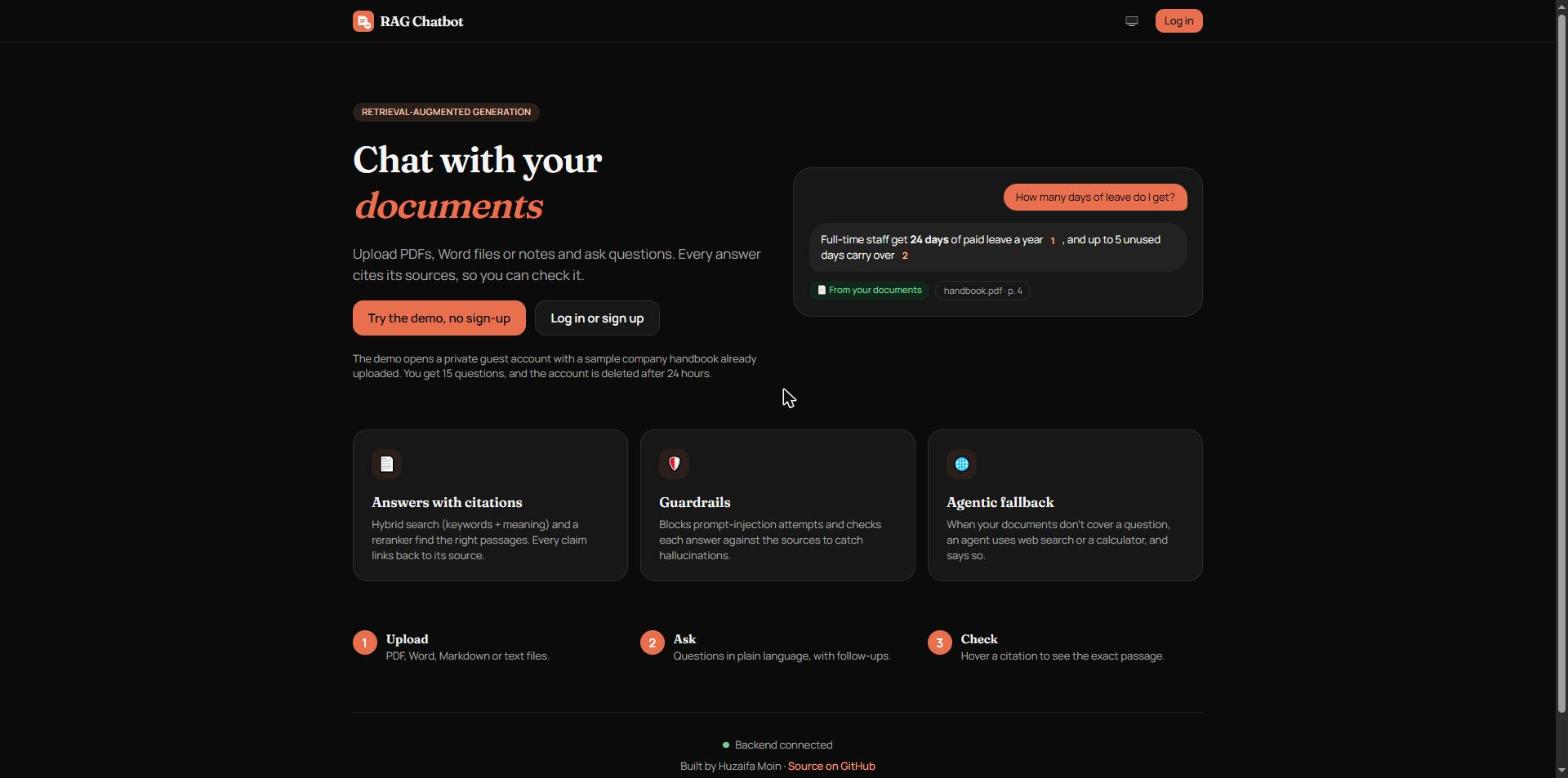 RAG Chatbot
Log in
RETRIEVAL-AUGMENTED GENERATION
Chat with your
documents
Upload PDFs, Word files or notes and ask questions. Every answer
cites its sources, so you can check it.
Try the demo, no sign-up
Log in or sign up
The demo opens a private guest account with a sample company handbook already
uploaded. You get 15 questions, and the account is deleted after 24 hours.
How many days of leave do I get?
Full-time staff get 24 days of paid leave a year 1 , and up to 5 unused
days carry over 2
From your documents
handbook.pdf · p. 4
Answers with citations
Hybrid search (keywords + meaning) and a
reranker find the right passages. Every claim
links back to its source.
Guardrails
Blocks prompt-injection attempts and checks
each answer against the sources to catch
hallucinations.
Agentic fallback
When your documents don't cover a question,
an agent uses web search or a calculator, and
says so.
1 Upload
PDF, Word, Markdown or text files.
2 Ask
Questions in plain language, with follow-ups.
3 Check
Hover a citation to see the exact passage.
Backend connected
Built by Huzaifa Moin · Source on GitHub